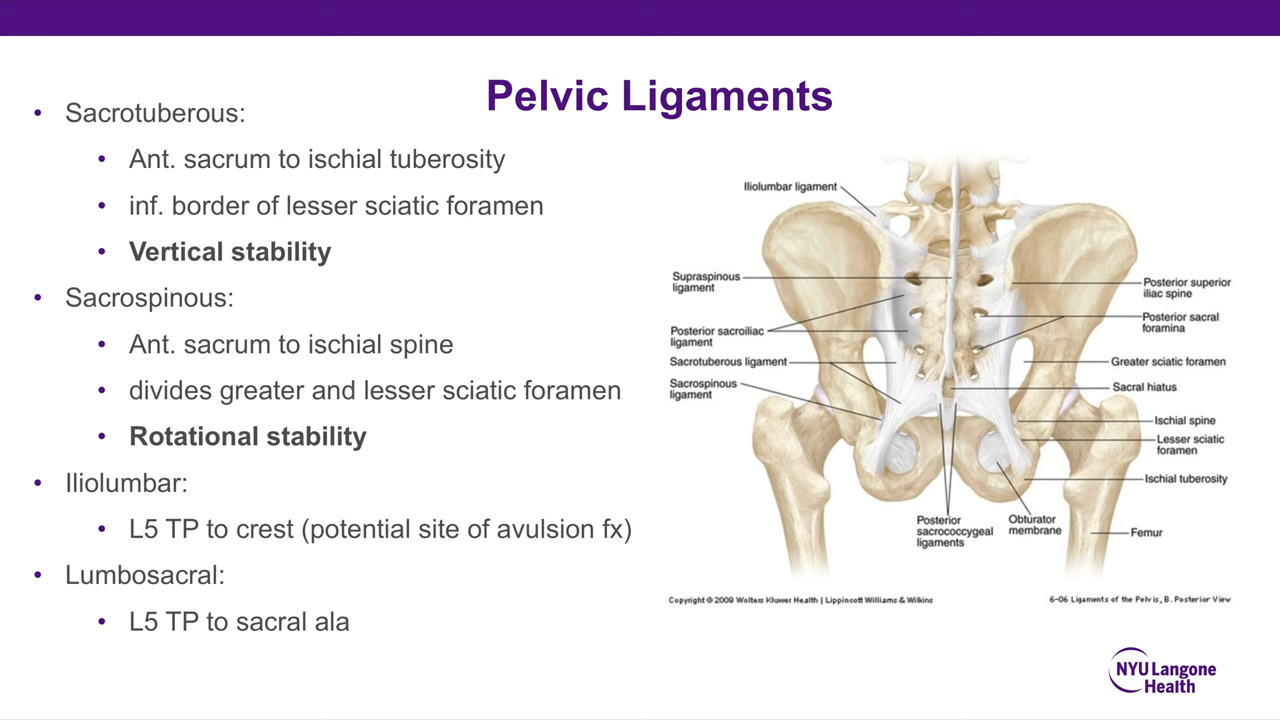 Pelvic Ligaments
• Sacrotuberous:
• Ant. sacrum to ischial tuberosity
• inf. border of lesser sciatic foramen
• Vertical stability
• Sacrospinous:
• Ant. sacrum to ischial spine
• divides greater and lesser sciatic foramen
• Rotational stability
• Iliolumbar:
• L5 TP to crest (potential site of avulsion fx)
• Lumbosacral:
• L5 TP to sacral ala
Iliolumbar ligament
Supraspinous
ligament
Posterior sacroiliac
ligament
Sacrotuberous ligament
Sacrospinous
ligament
Posterior superior
iliac spine
Posterior sacral
foramina
Greater sciatic foramen
Sacral hiatus
Ischial spine
Lesser sciatic
foramen
Ischial tuberosity
Femur
Posterior
sacrococcygeal
ligaments
Obturator
membrane
Copyright © 2009 Wolters Kluwer Health | Lippincott Williams & Wilkins
6-06 Ligaments of the Pelvis, B. Posterior View
NYU Langone
Health